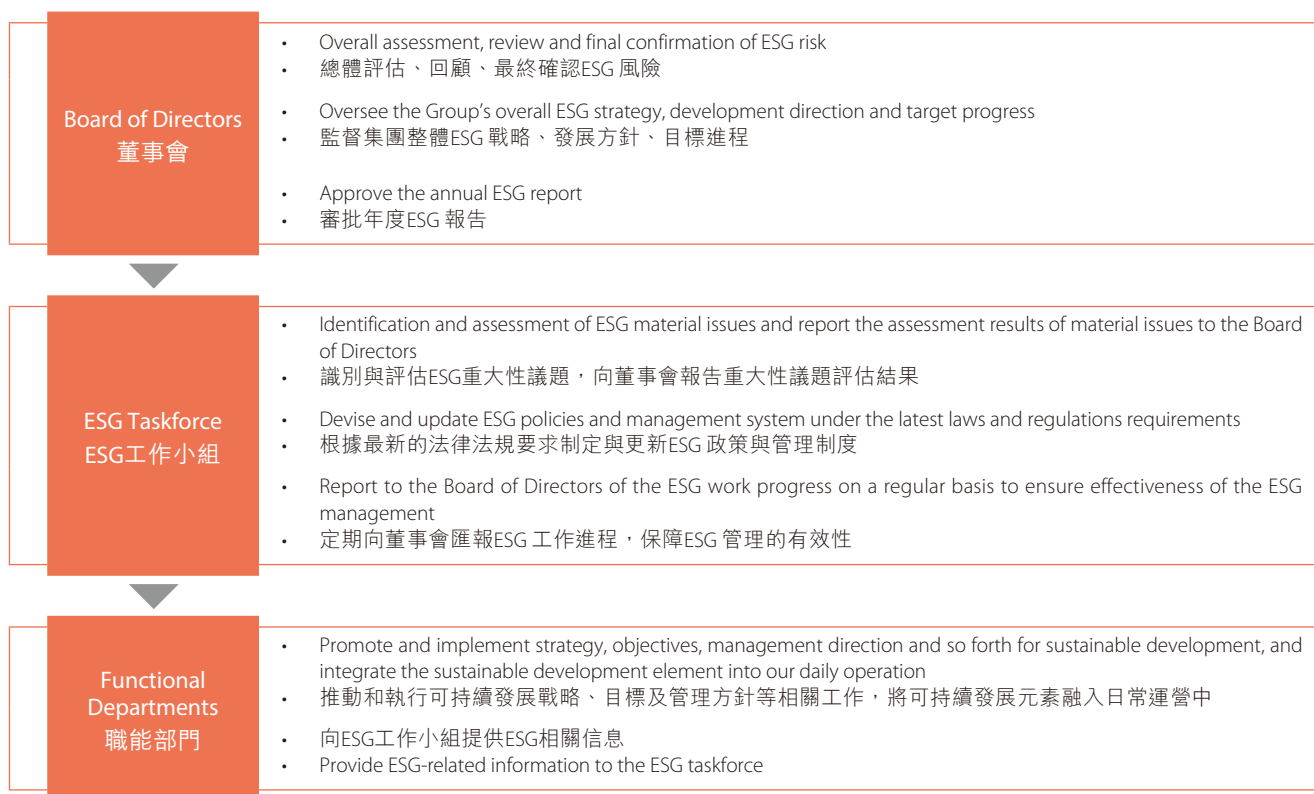 Board of Directors
董事會
• Overall assessment, review and final confirmation of ESG risk
• 總體評估、回顧、最終確認ESG 風險
• Oversee the Group's overall ESG strategy, development direction and target progress
• 監督集團整體ESG 戰略、發展方針、目標進程
• Approve the annual ESG report
• 審批年度ESG 報告
ESG Taskforce
ESG工作小組
• Identification and assessment of ESG material issues and report the assessment results of material issues to the Board
of Directors
• 識別與評估ESG重大性議題，向董事會報告重大性議題評估結果
• Devise and update ESG policies and management system under the latest laws and regulations requirements
• 根據最新的法律法規要求制定與更新ESG 政策與管理制度
• Report to the Board of Directors of the ESG work progress on a regular basis to ensure effectiveness of the ESG
management
• 定期向董事會匯報ESG 工作進程，保障ESG 管理的有效性
Functional
Departments
職能部門
• Promote and implement strategy, objectives, management direction and so forth for sustainable development, and
integrate the sustainable development element into our daily operation
• 推動和執行可持續發展戰略、目標及管理方針等相關工作，將可持續發展元素融入日常運營中
• 向ESG工作小組提供ESG相關信息
• Provide ESG-related information to the ESG taskforce